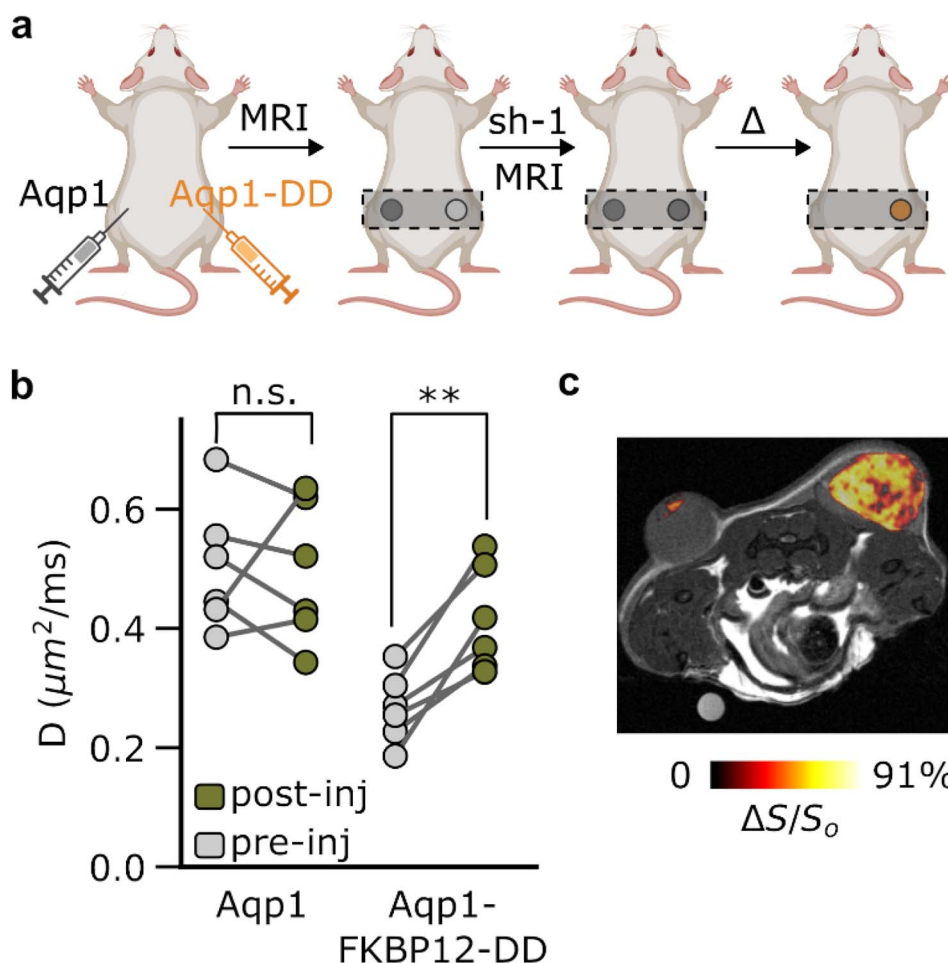 a
MRI
sh-1
MRI
Δ
Aqp1
Aqp1-DD
b
n.s.
**
D (μm²/ms)
0.6
0.4
0.2
0.0
post-inj
pre-inj
Aqp1
Aqp1-
FKBP12-DD
c
0
91%
ΔS/Sₒ